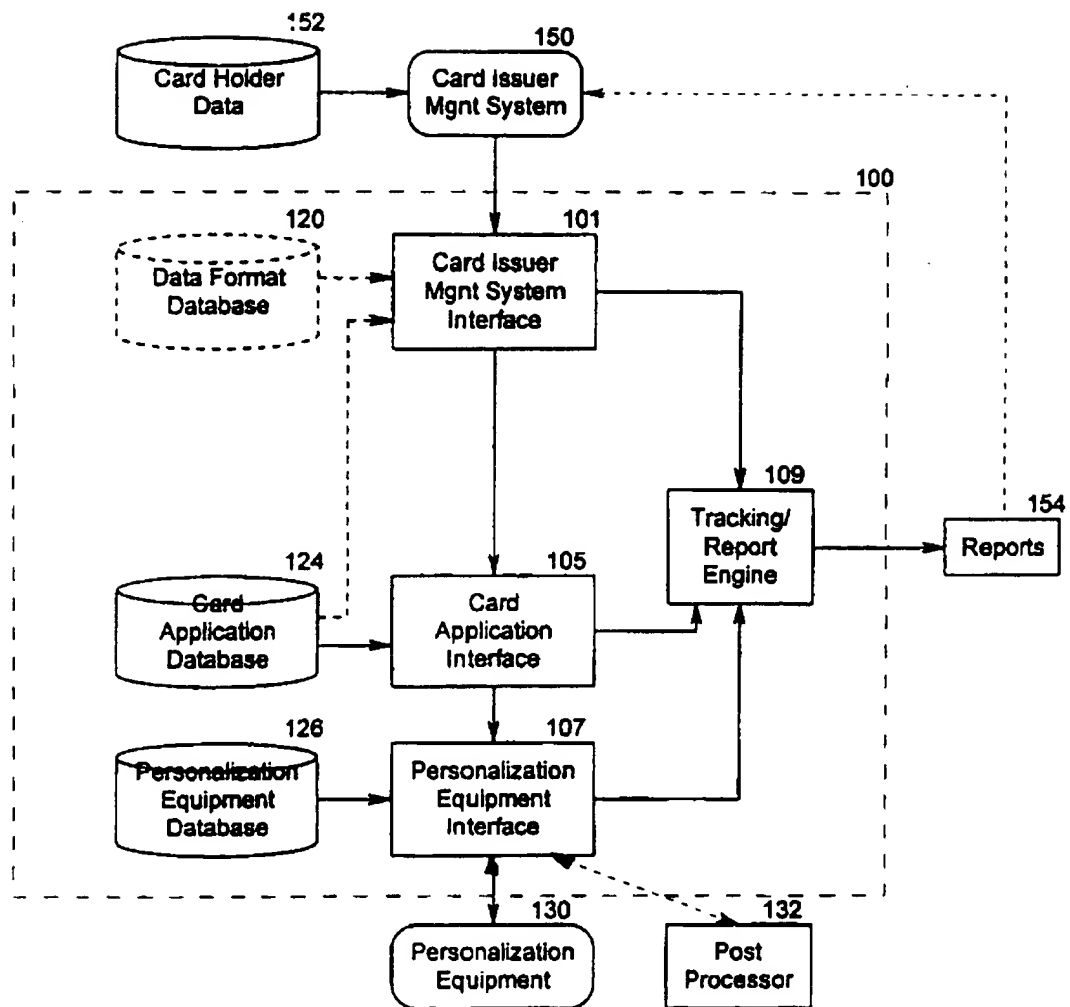 152
Card Holder
Data
150
Card Issuer
Mgnt System
100
120
Data Format
Database
101
Card Issuer
Mgnt System
Interface
109
Tracking/
Report
Engine
154
Reports
124
Card
Application
Database
105
Card
Application
Interface
126
Personalization
Equipment
Database
107
Personalization
Equipment
Interface
130
Personalization
Equipment
132
Post
Processor